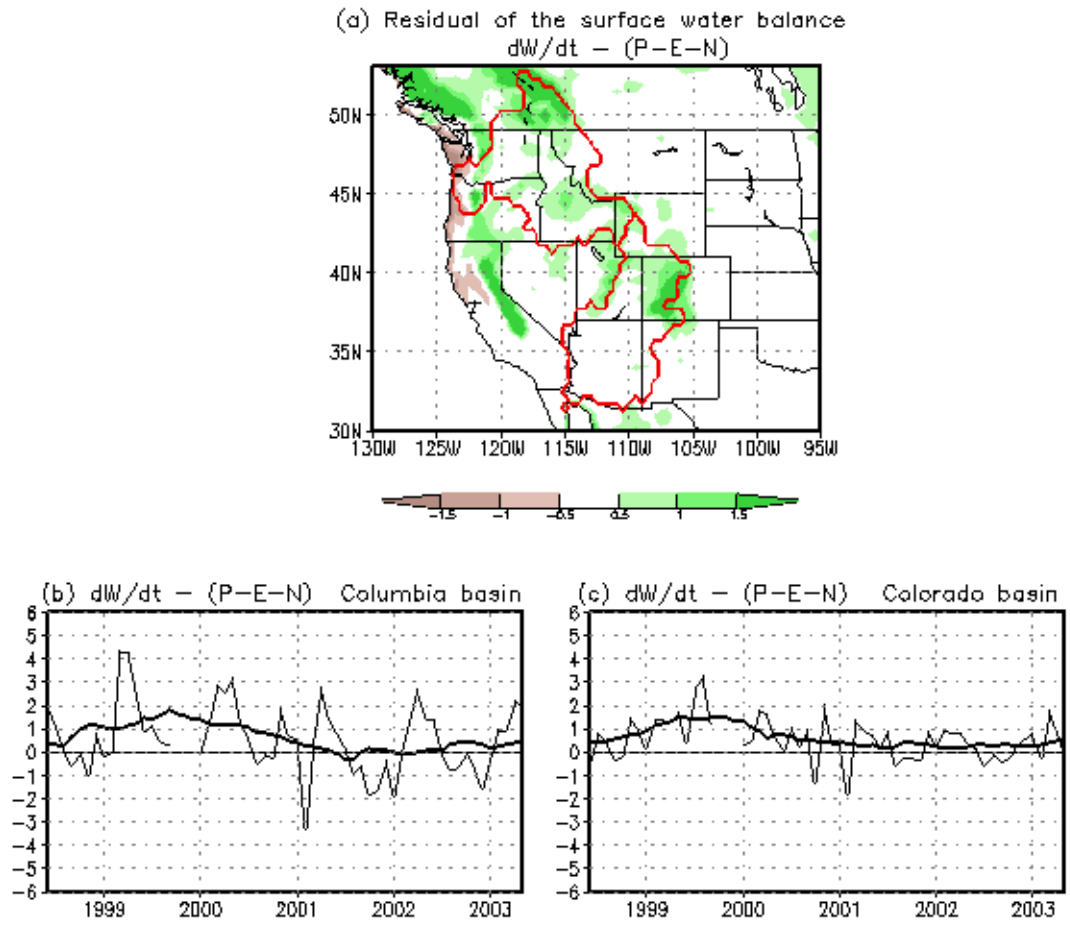 (a) Residual of the surface water balance
dW/dt − (P−E−N)
50N
45N
40N
35N
30N
130W 125W 120W 115W 110W 105W 100W 95W
−1.5 −1 −0.5 0.5 1 1.5
(b) dW/dt − (P−E−N) Columbia basin
6
5
4
3
2
1
0
−1
−2
−3
−4
−5
−6
1999 2000 2001 2002 2003
(c) dW/dt − (P−E−N) Colorado basin
6
5
4
3
2
1
0
−1
−2
−3
−4
−5
−6
1999 2000 2001 2002 2003